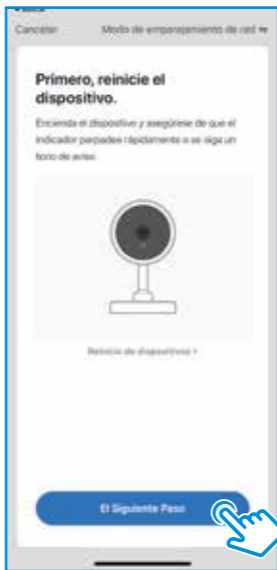 Cancelar Modo de emparejamiento de red
Primero, reinicie el
dispositivo.
Encienda el dispositivo y asegúrese de que el
indicador parpadee rápidamente o se oiga un
tono de aviso
Reinicio de dispositivos >
El Siguiente Paso